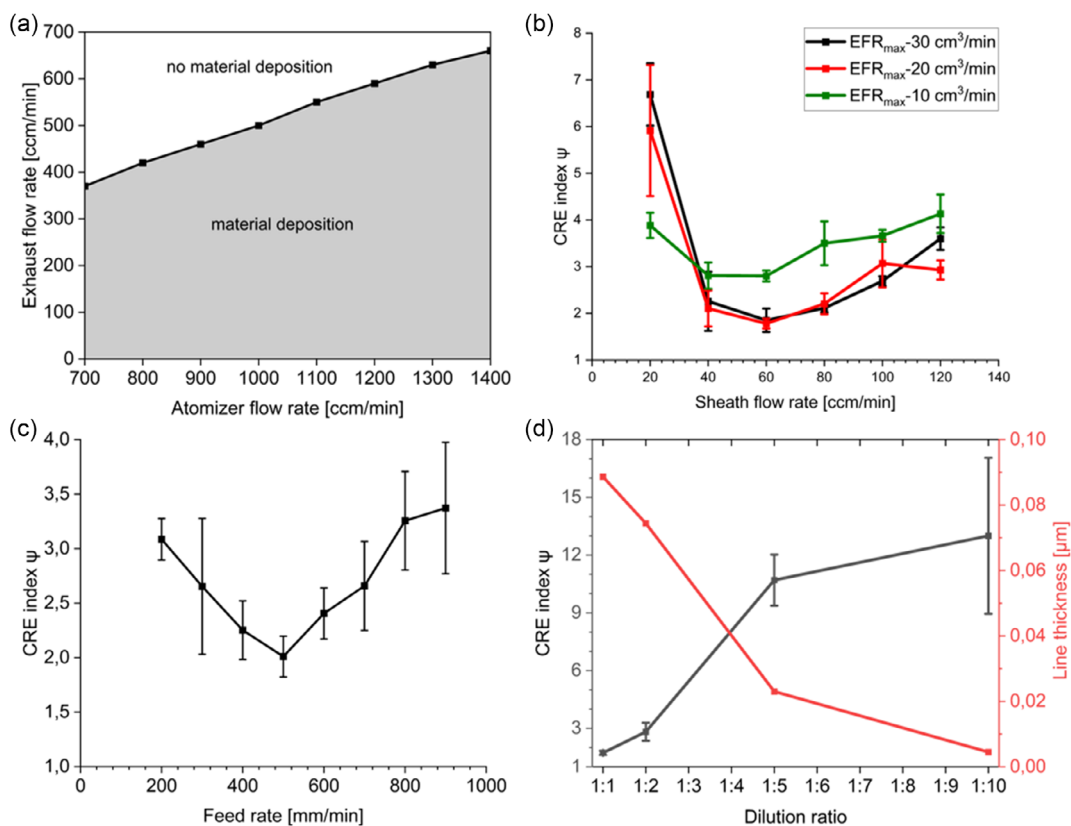 (a)
700
600
500
400
300
200
100
0
Exhaust flow rate [ccm/min]
no material deposition
material deposition
700 800 900 1000 1100 1200 1300 1400
Atomizer flow rate [ccm/min]
(b)
EFRmax-30 cm³/min
EFRmax-20 cm³/min
EFRmax-10 cm³/min
8
7
6
5
4
3
2
1
CRE index ψ
0 20 40 60 80 100 120 140
Sheath flow rate [ccm/min]
(c)
4,0
3,5
3,0
2,5
2,0
1,5
1,0
CRE index ψ
200 400 600 800 1000
Feed rate [mm/min]
(d)
18
15
12
9
6
3
1
CRE index ψ
0,10
0,08
0,06
0,04
0,02
0,00
Line thickness [µm]
1:1 1:2 1:3 1:4 1:5 1:6 1:7 1:8 1:9 1:10
Dilution ratio